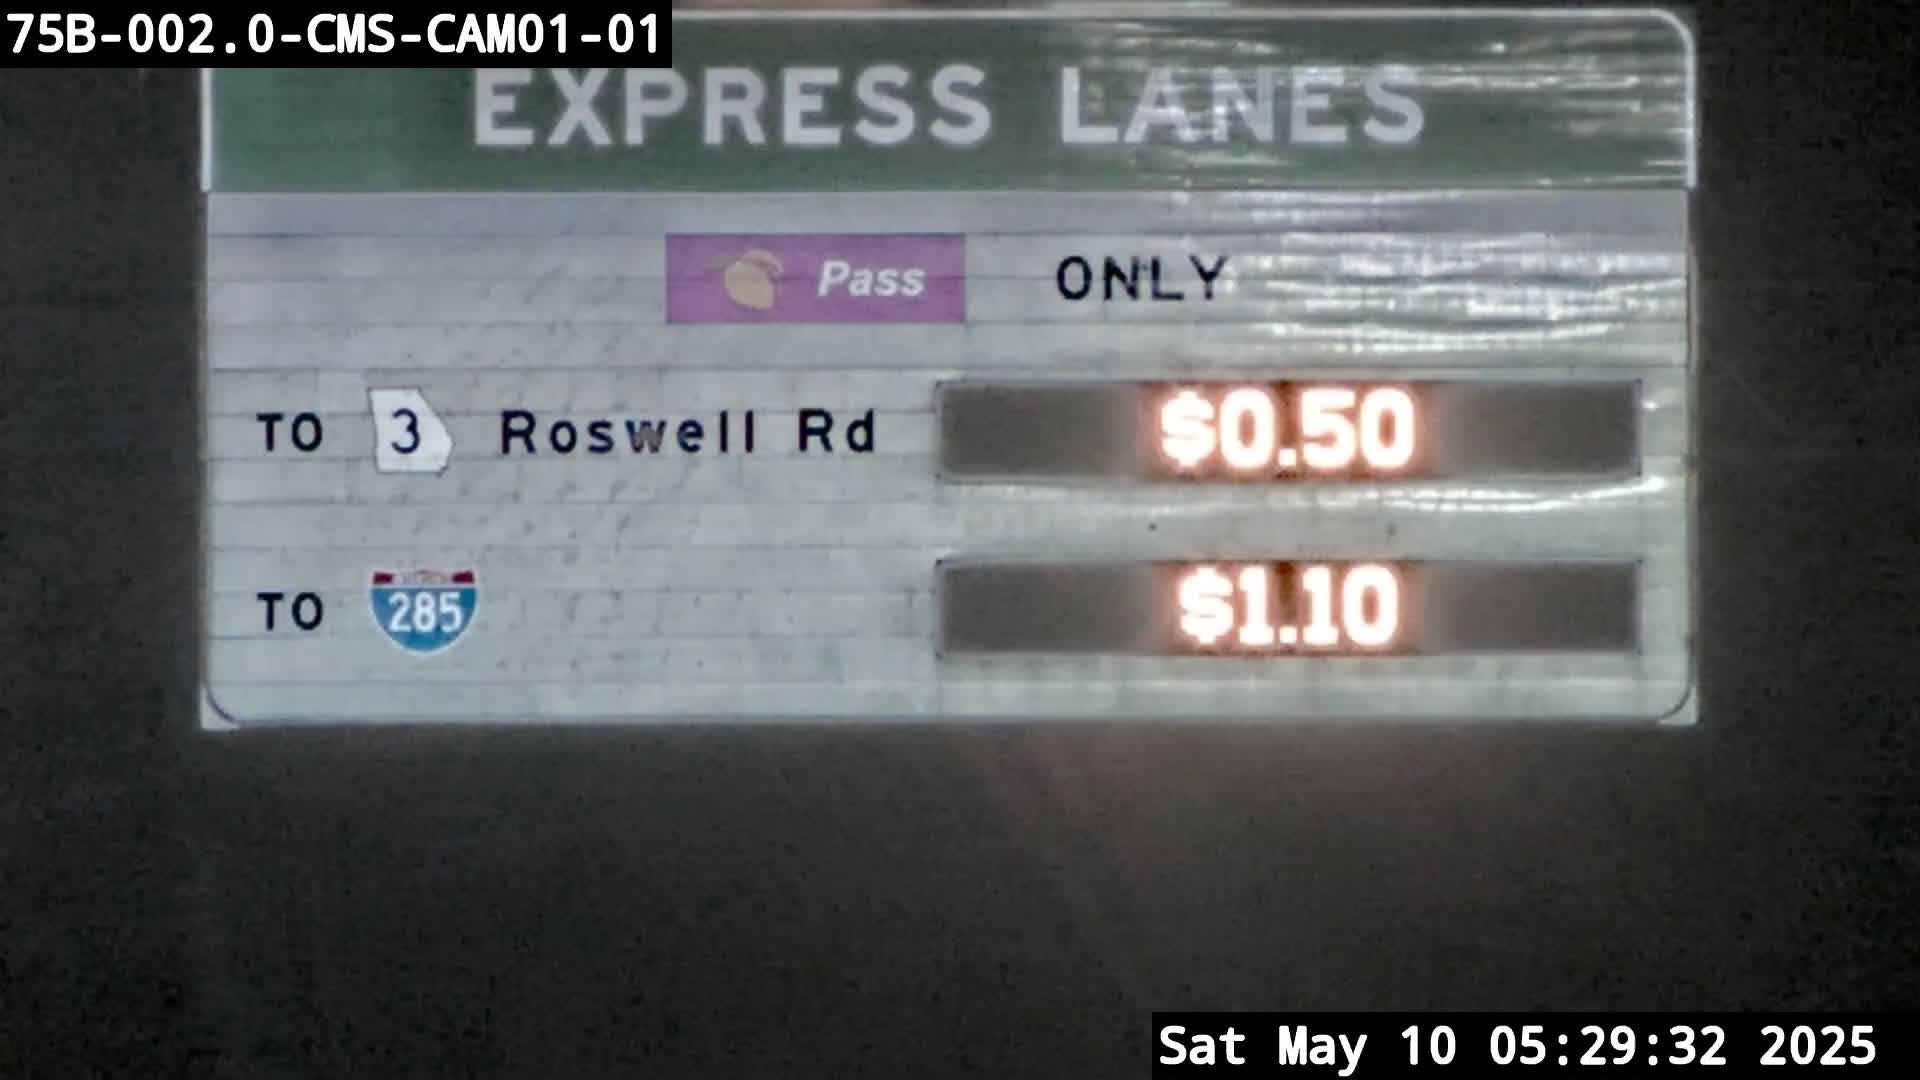 75B-002.0-CMS-CAM01-01
EXPRESS LANES
Pass ONLY
TO 3 Roswell Rd $0.50
TO 285 $1.10
Sat May 10 05:29:32 2025